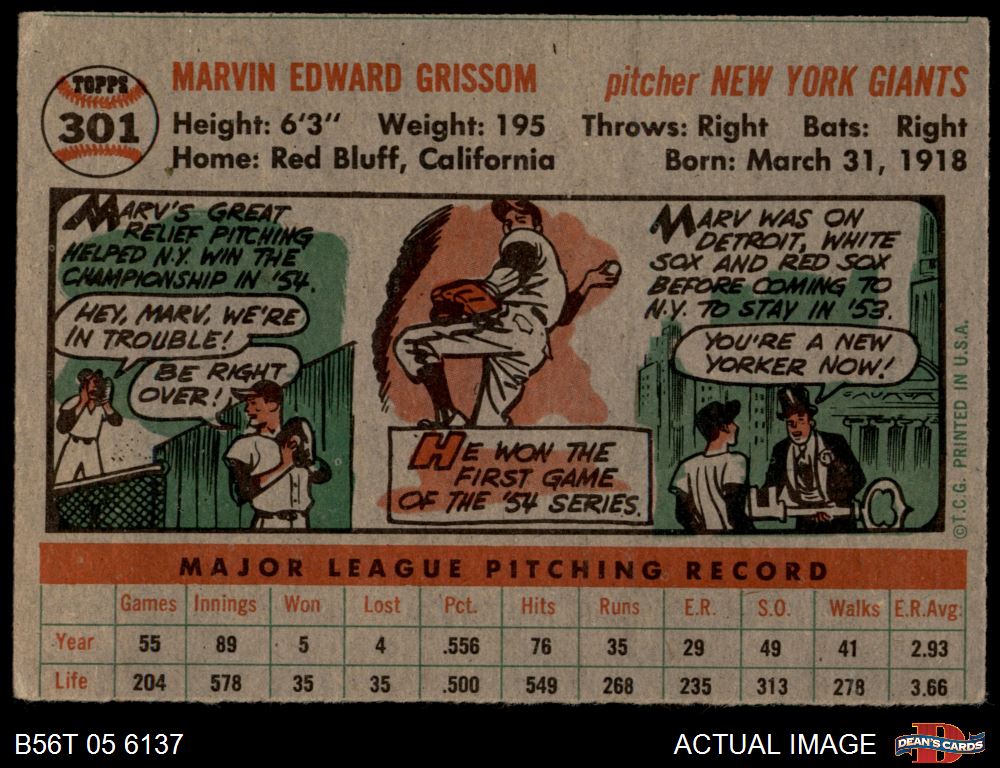 TOPPS
301
MARVIN EDWARD GRISSOM
pitcher NEW YORK GIANTS
Height: 6'3" Weight: 195 Throws: Right Bats: Right
Home: Red Bluff, California Born: March 31, 1918
MARV'S GREAT
RELIEF PITCHING
HELPED N.Y. WIN THE
CHAMPIONSHIP IN '54.
HEY, MARV, WE'RE
IN TROUBLE!
BE RIGHT
OVER!
HE WON THE
FIRST GAME
OF THE '54 SERIES.
MARV WAS ON
DETROIT, WHITE
SOX AND RED SOX
BEFORE COMING TO
N.Y. TO STAY IN '53.
YOU'RE A NEW
YORKER NOW!
©T.C.G. PRINTED IN U.S.A.
MAJOR LEAGUE PITCHING RECORD
Games Innings Won Lost Pct. Hits Runs E.R. S.O. Walks E.R.Avg.
Year 55 89 5 4 .556 76 35 29 49 41 2.93
Life 204 578 35 35 .500 549 268 235 313 278 3.66
B56T 05 6137
ACTUAL IMAGE
DEAN'S CARDS